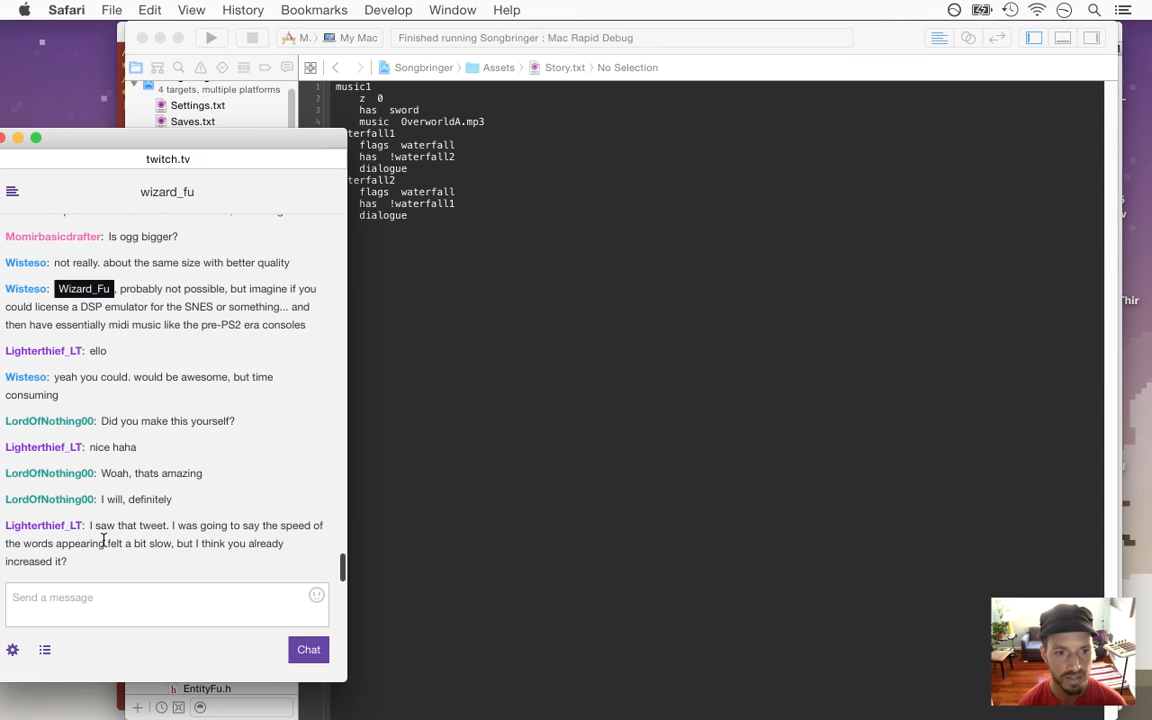 Safari File Edit View History Bookmarks Develop Window Help
M. My Mac Finished running Songbringer : Mac Rapid Debug
Songbringer Assets Story.txt No Selection
4 targets, multiple platforms
Settings.txt
Saves.txt
1 music1
2 z 0
3 has sword
4 music OverworldA.mp3
terfall1
flags waterfall
has !waterfall2
dialogue
terfall2
flags waterfall
has !waterfall1
dialogue
twitch.tv
wizard_fu
Momirbasicdrafter: Is ogg bigger?
Wisteso: not really. about the same size with better quality
Wisteso: Wizard_Fu, probably not possible, but imagine if you
could license a DSP emulator for the SNES or something... and
then have essentially midi music like the pre-PS2 era consoles
Lighterthief_LT: ello
Wisteso: yeah you could. would be awesome, but time
consuming
LordOfNothing00: Did you make this yourself?
Lighterthief_LT: nice haha
LordOfNothing00: Woah, thats amazing
LordOfNothing00: I will, definitely
Lighterthief_LT: I saw that tweet. I was going to say the speed of
the words appearing felt a bit slow, but I think you already
increased it?
Send a message
Chat
EntityFu.h
Thir